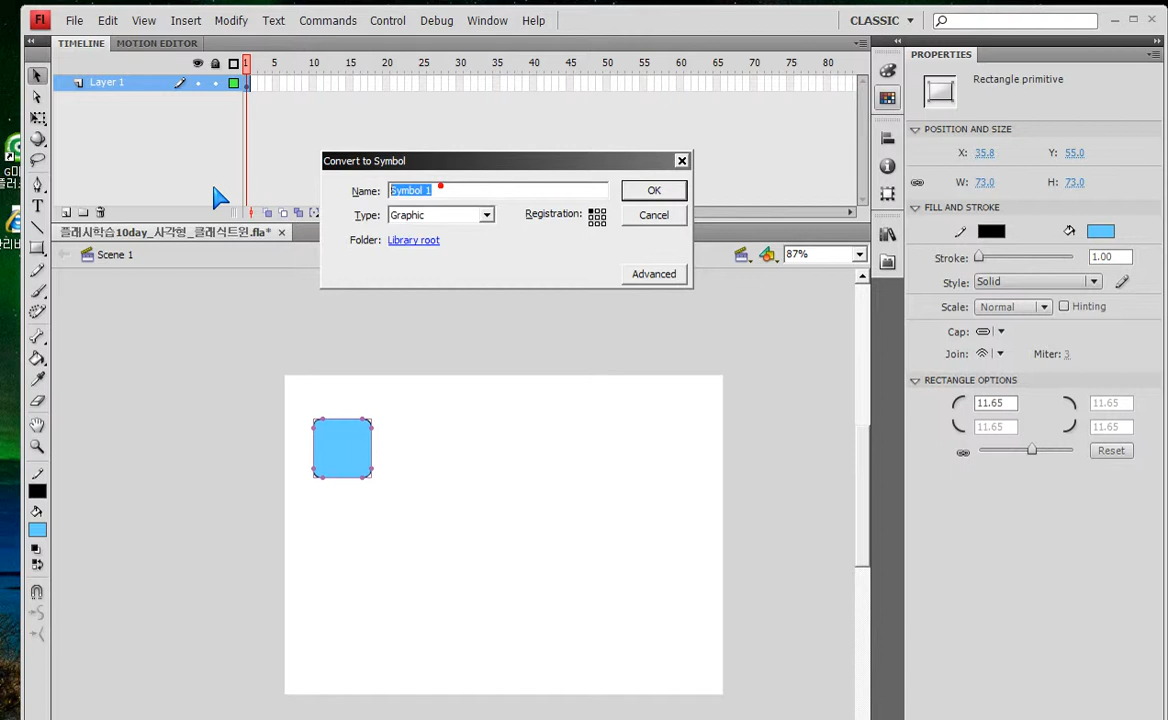 Fl File Edit View Insert Modify Text Commands Control Debug Window Help CLASSIC
TIMELINE MOTION EDITOR
1 5 10 15 20 25 30 35 40 45 50 55 60 65 70 75 80
Layer 1
Convert to Symbol
Name: Symbol 1 OK
Type: Graphic Registration: Cancel
Folder: Library root
Advanced
플래시학습10day_사각형_클래식트윈.fla*
Scene 1 87%
PROPERTIES
Rectangle primitive
POSITION AND SIZE
X: 35.8 Y: 55.0
W: 73.0 H: 73.0
FILL AND STROKE
Stroke: 1.00
Style: Solid
Scale: Normal Hinting
Cap:
Join: Miter: 3
RECTANGLE OPTIONS
11.65 11.65
11.65 11.65
Reset